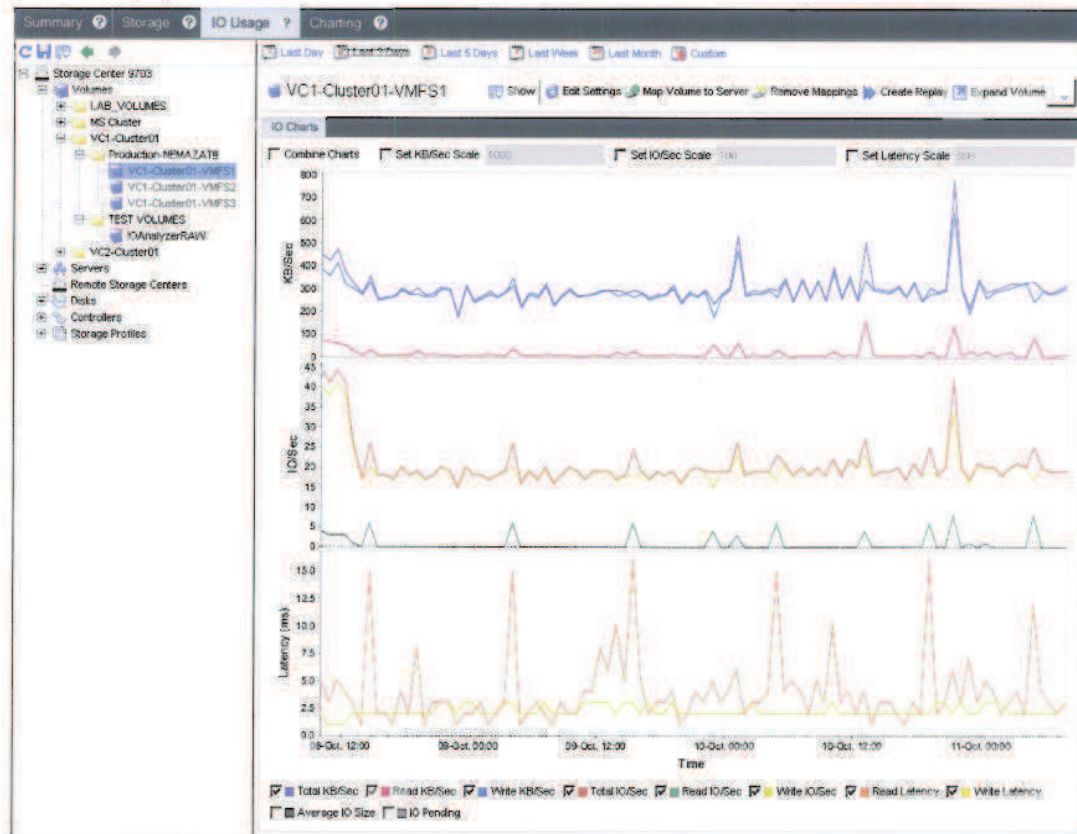 Summary ? Storage ? IO Usage ? Charting ?
Last Day Last 3 Days Last 5 Days Last Week Last Month Custom
Storage Center 9703
Volumes
LAB_VOLUMES
MS Cluster
VC1-Cluster01
Production-NEMAZATB
VC1-Cluster01-VMFS1
VC1-Cluster01-VMFS2
VC1-Cluster01-VMFS3
TEST VOLUMES
IOAnalyzerRAW
VC2-Cluster01
Servers
Remote Storage Centers
Disks
Controllers
Storage Profiles
VC1-Cluster01-VMFS1 Show Edit Settings Map Volume to Server Remove Mappings Create Replay Expand Volume
IO Charts
Combine Charts Set KB/Sec Scale 1000 Set IO/Sec Scale 100 Set Latency Scale
KB/Sec
800
700
600
500
400
300
200
100
0
IO/Sec
45
40
35
30
25
20
15
10
5
0
Latency (ms)
15.0
12.5
10.0
7.5
5.0
2.5
0.0
08-Oct, 12:00 09-Oct, 00:00 09-Oct, 12:00 10-Oct, 00:00 10-Oct, 12:00 11-Oct, 00:00
Time
Total KB/Sec Read KB/Sec Write KB/Sec Total IO/Sec Read IO/Sec Write IO/Sec Read Latency Write Latency
Average IO Size IO Pending